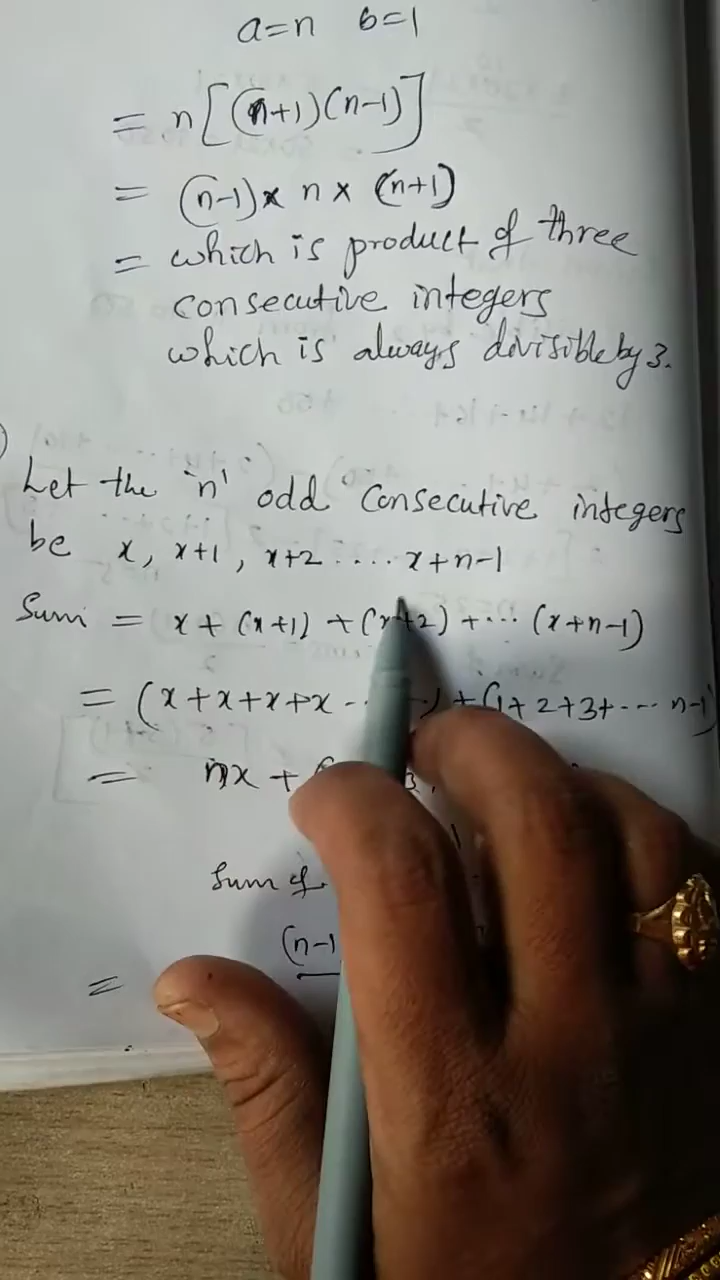 a=n b=1
= n[(n+1)(n-1)]
= (n-1)× n × (n+1)
= which is product of three
consecutive integers
which is always divisible by 3.
)
Let the 'n' odd consecutive integers
be x, x+1, x+2 .... x+n-1
Sum = x + (x+1) + (x+2) +... (x+n-1)
= (x+x+x+x ... ) + (1+2+3+... n-1)
= nx + (
Sum of
(n-1
=